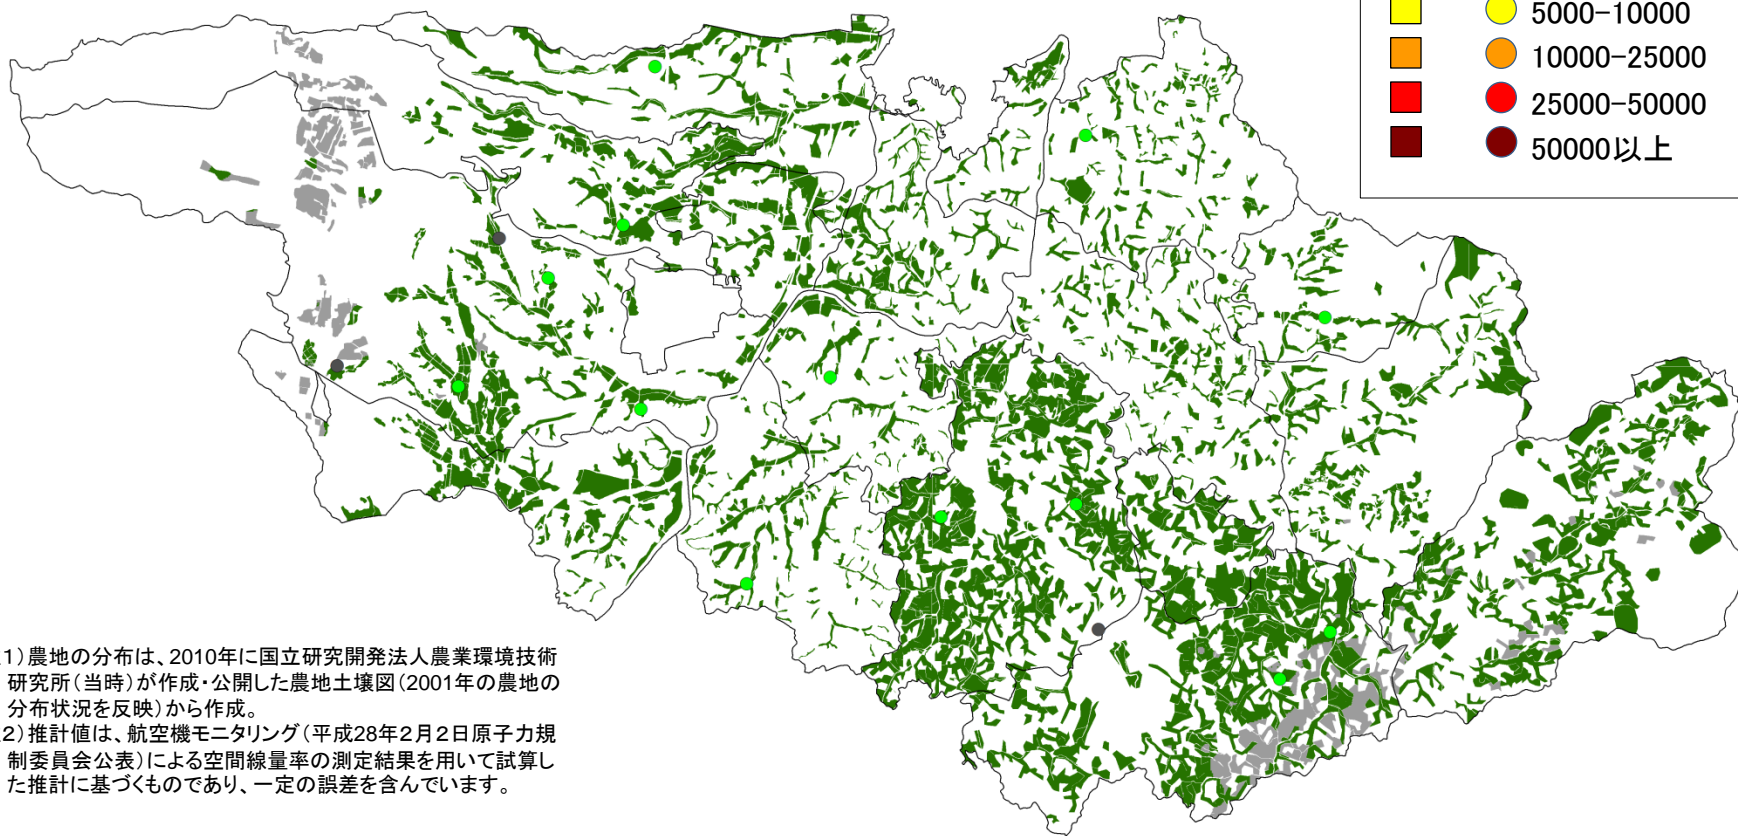 5000-10000
10000-25000
25000-50000
50000以上
1）農地の分布は、2010年に国立研究開発法人農業環境技術
研究所（当時）が作成・公開した農地土壌図（2001年の農地の
分布状況を反映）から作成。
2）推計値は、航空機モニタリング（平成28年2月2日原子力規
制委員会公表）による空間線量率の測定結果を用いて試算し
た推計に基づくものであり、一定の誤差を含んでいます。